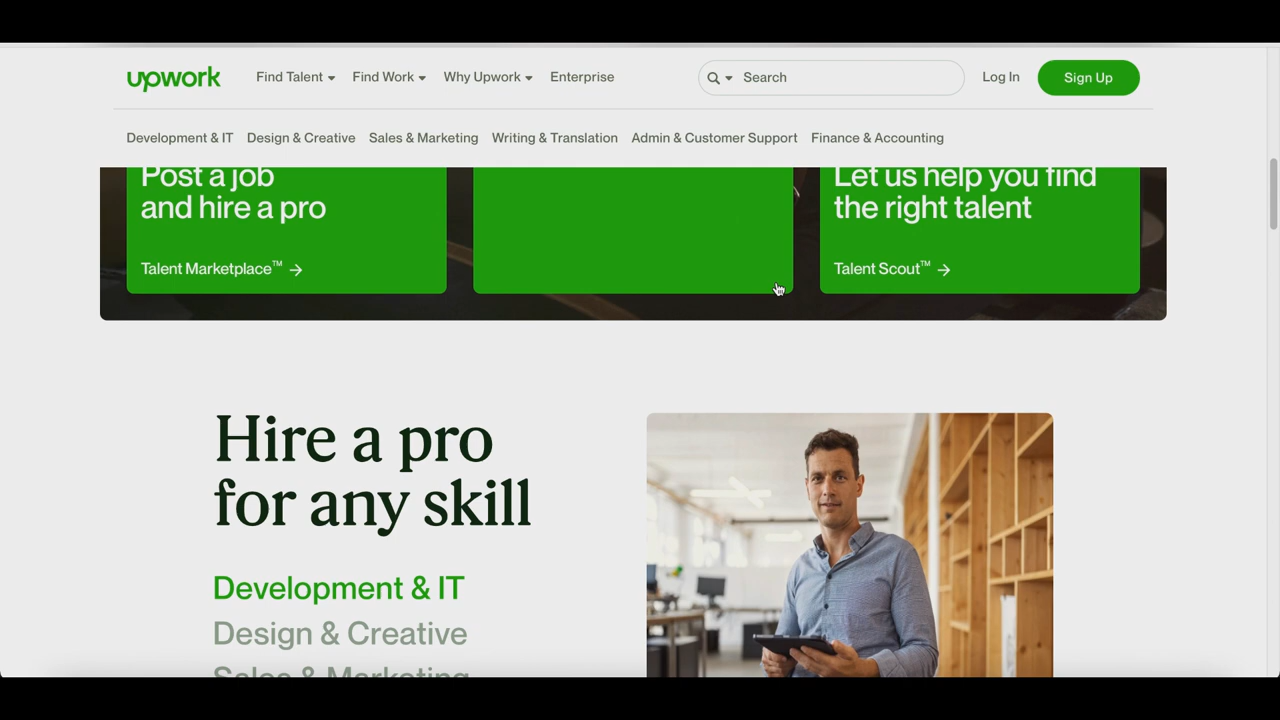 upwork Find Talent Find Work Why Upwork Enterprise Search Log In Sign Up
Development & IT Design & Creative Sales & Marketing Writing & Translation Admin & Customer Support Finance & Accounting
Post a job
and hire a pro
Talent Marketplace™ →
Let us help you find
the right talent
Talent Scout™ →
Hire a pro
for any skill
Development & IT
Design & Creative
Sales & Marketing